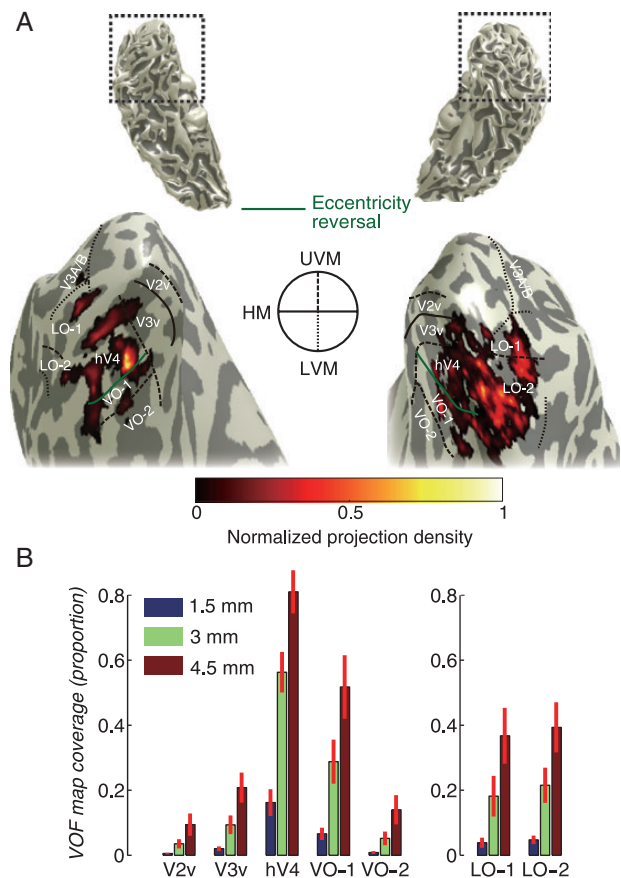 A
Eccentricity
reversal
UVM
HM
LVM
V3A/B
V2v
LO-1
V3v
LO-2
hV4
VO-1
VO-2
V3A/B
V2v
V3v
LO-1
hV4
LO-2
VO-1
VO-2
0
0.5
1
Normalized projection density
B
VOF map coverage (proportion)
0.8
0.6
0.4
0.2
0
1.5 mm
3 mm
4.5 mm
V2v V3v hV4 VO-1 VO-2
0.8
0.6
0.4
0.2
0
LO-1 LO-2